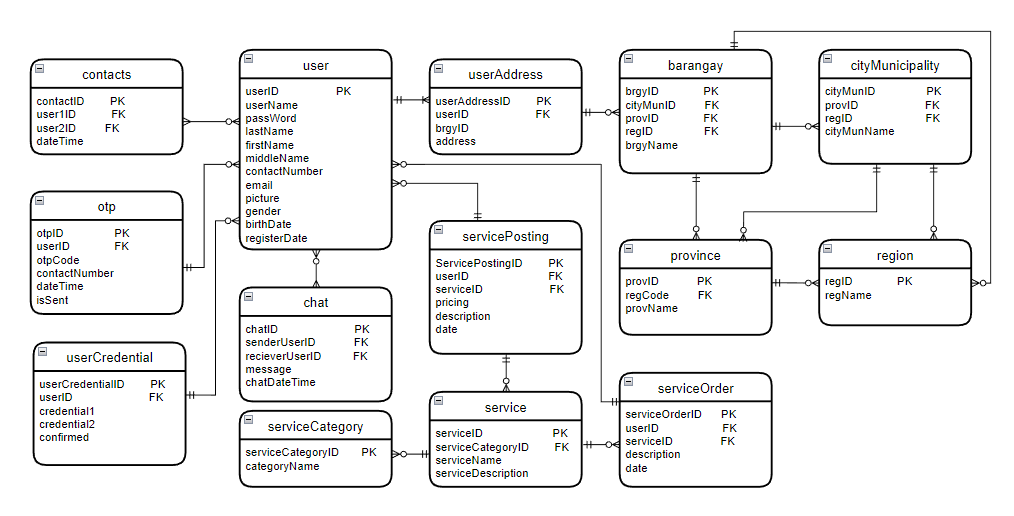 contacts
contactID PK
user1ID FK
user2ID FK
dateTime
otp
otpID PK
userID FK
otpCode
contactNumber
dateTime
isSent
userCredential
userCredentialID PK
userID FK
credential1
credential2
confirmed
user
userID PK
userName
passWord
lastName
firstName
middleName
contactNumber
email
picture
gender
birthDate
registerDate
chat
chatID PK
senderUserID FK
recieverUserID FK
message
chatDateTime
serviceCategory
serviceCategoryID PK
categoryName
userAddress
userAddressID PK
userID FK
brgyID
address
servicePosting
ServicePostingID PK
userID FK
serviceID FK
pricing
description
date
service
serviceID PK
serviceCategoryID FK
serviceName
serviceDescription
barangay
brgyID PK
cityMunID FK
provID FK
regID FK
brgyName
province
provID PK
regCode FK
provName
serviceOrder
serviceOrderID PK
userID FK
serviceID FK
description
date
cityMunicipality
cityMunID PK
provID FK
regID FK
cityMunName
region
regID PK
regName